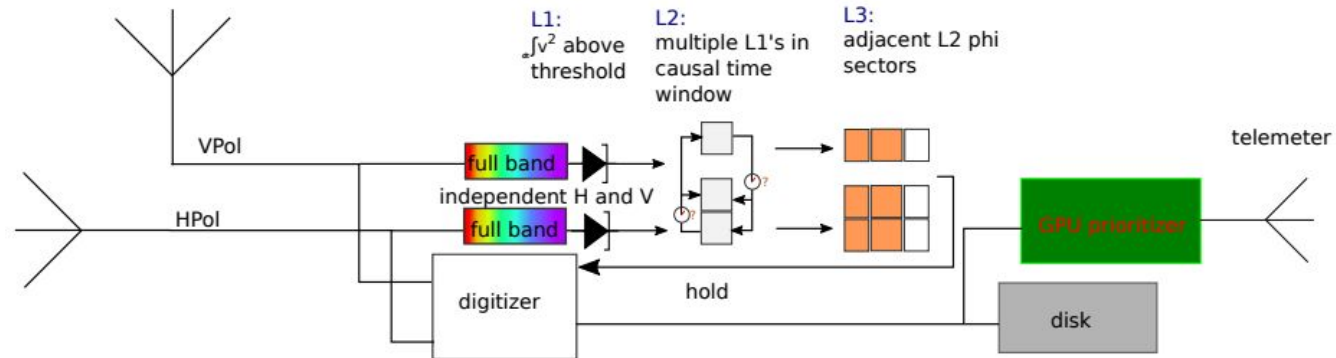 L1:
∫v² above
threshold
L2:
multiple L1's in
causal time
window
L3:
adjacent L2 phi
sectors
telemeter
VPol
full band
independent H and V
HPol
full band
?
?
GPU prioritizer
hold
digitizer
disk